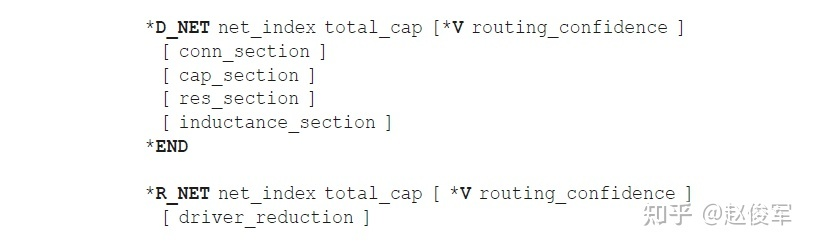 *D_NET net_index total_cap [*V routing_confidence ]
[ conn_section ]
[ cap_section ]
[ res_section ]
[ inductance_section ]
*END
*R_NET net_index total_cap [ *V routing_confidence ]
[ driver_reduction ]
知乎 @赵俊军